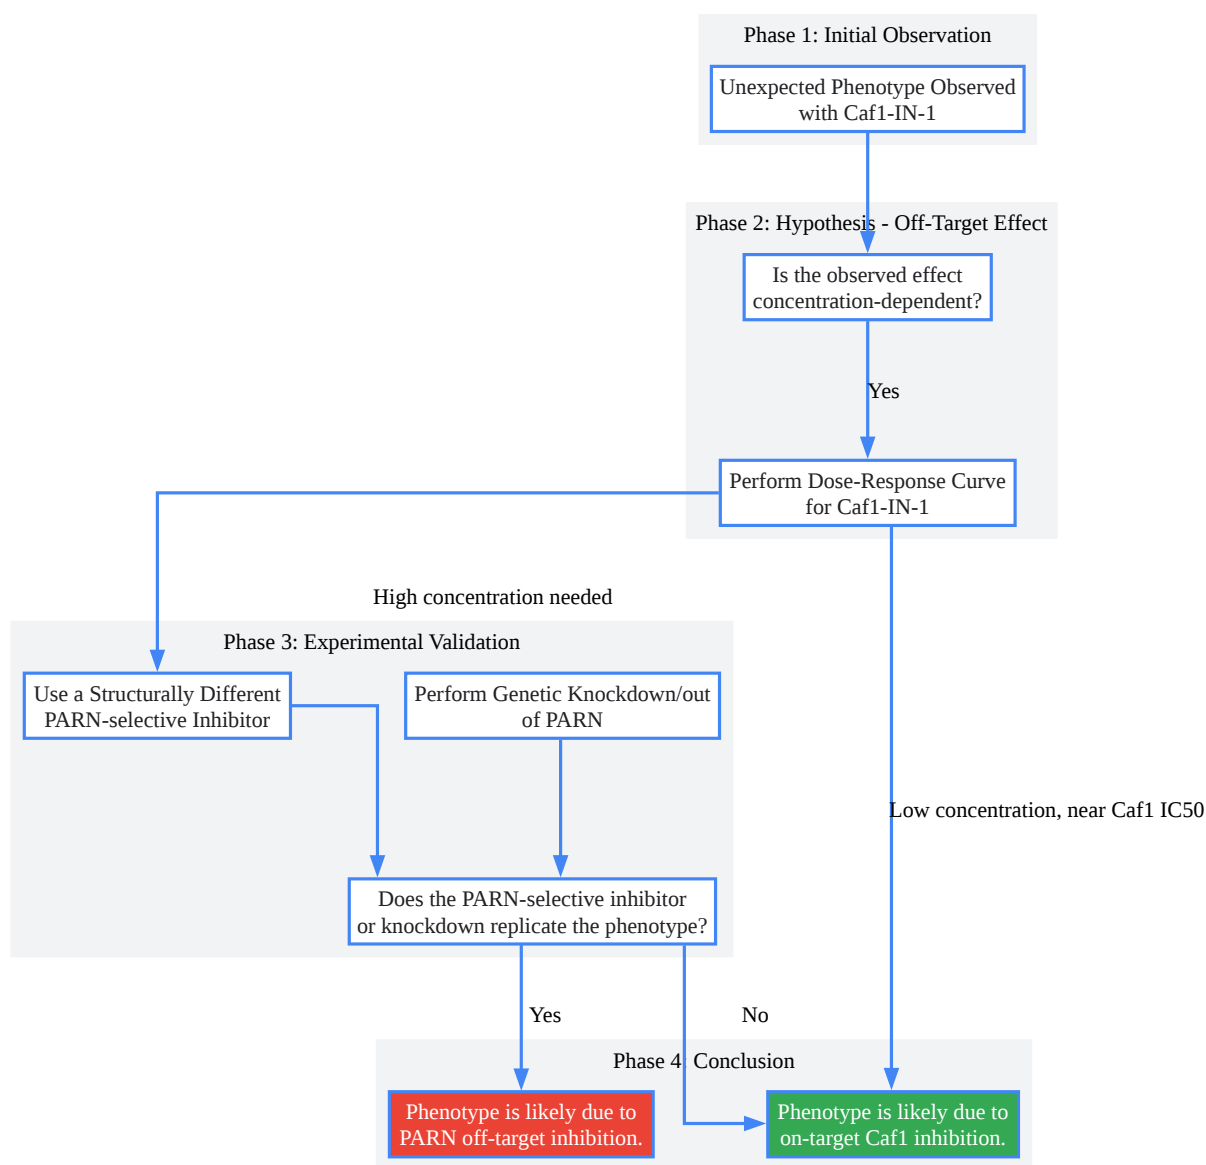 Phase 1: Initial Observation
Unexpected Phenotype Observed
with Caf1-IN-1
Phase 2: Hypothesis - Off-Target Effect
Is the observed effect
concentration-dependent?
Yes
Perform Dose-Response Curve
for Caf1-IN-1
High concentration needed
Phase 3: Experimental Validation
Use a Structurally Different
PARN-selective Inhibitor
Perform Genetic Knockdown/out
of PARN
Low concentration, near Caf1 IC50
Does the PARN-selective inhibitor
or knockdown replicate the phenotype?
Yes
No
Phase 4: Conclusion
Phenotype is likely due to
PARN off-target inhibition.
Phenotype is likely due to
on-target Caf1 inhibition.